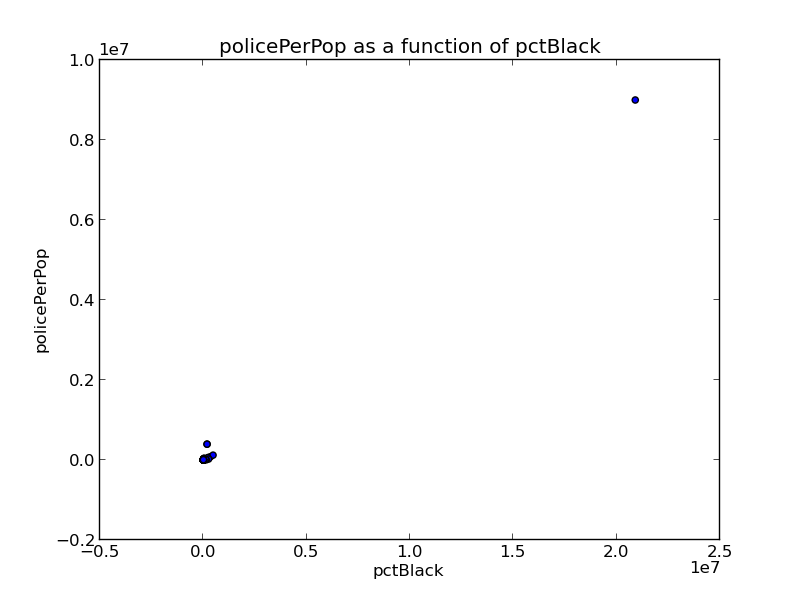 policePerPop as a function of pctBlack
1e7
1.0
0.8
0.6
0.4
0.2
0.0
−0.2
policePerPop
−0.5 0.0 0.5 1.0 1.5 2.0 2.5
pctBlack
1e7